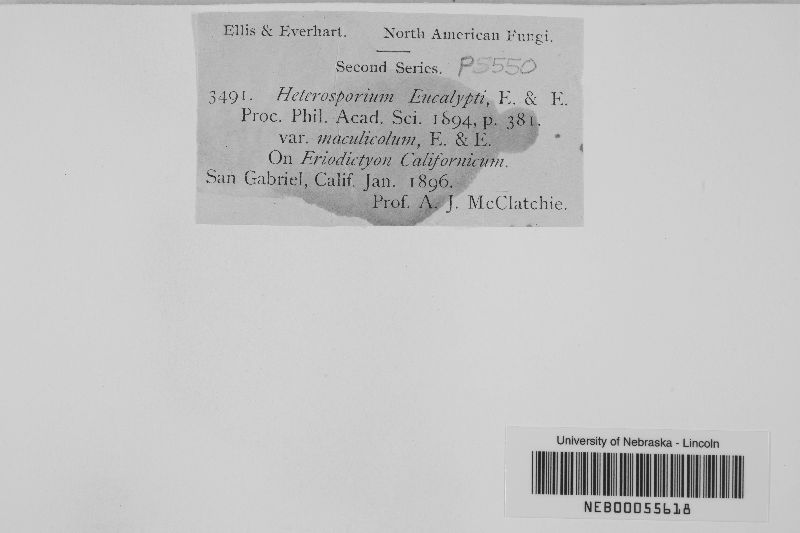 Ellis & Everhart. North American Fungi.
Second Series. P5550
3491. Heterosporium Eucalypti, E. & E.
Proc. Phil. Acad. Sci. 1894, p. 381.
var. maculicolum, E. & E.
On Eriodictyon Californicum.
San Gabriel, Calif. Jan. 1896.
Prof. A. J. McClatchie.
University of Nebraska - Lincoln
NEB00055618